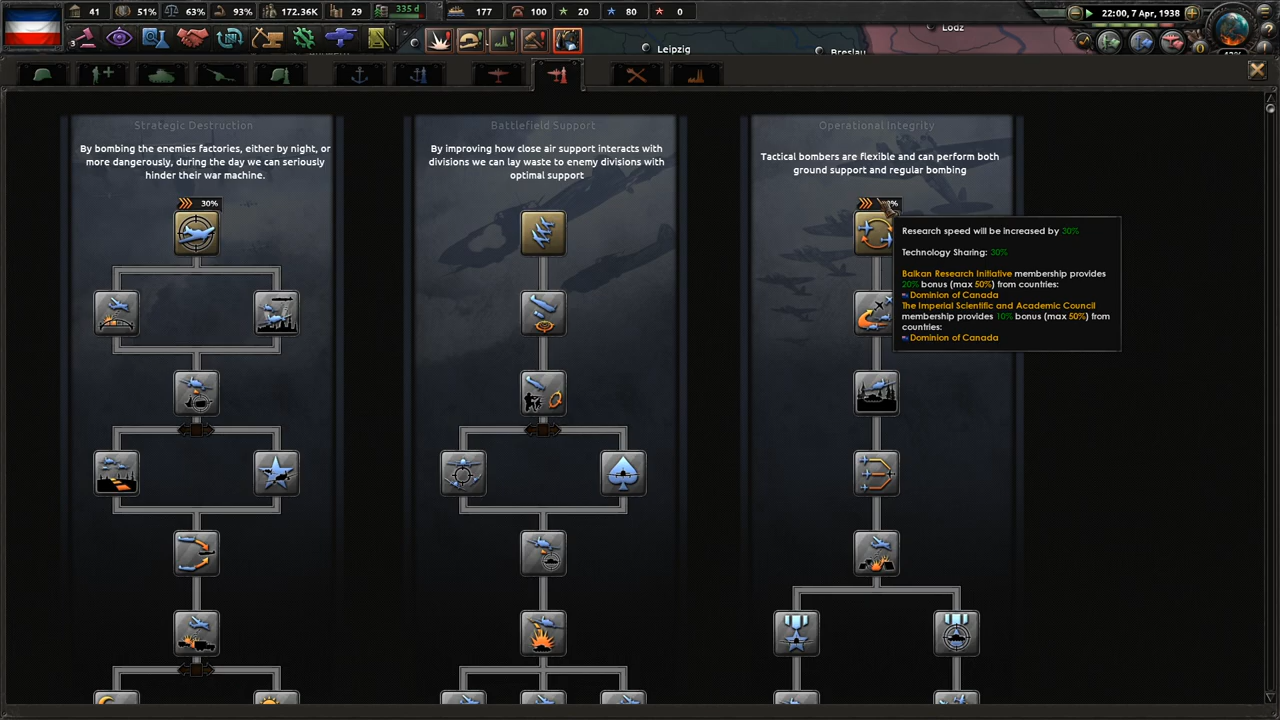 41
51%
63%
93%
172.36K
29
335 d
177
100
20
80
0
22:00, 7 Apr, 1938
3
0
Lodz
Leipzig
Breslau
Strategic Destruction
By bombing the enemies factories, either by night, or
more dangerously, during the day we can seriously
hinder their war machine.
30%
Battlefield Support
By improving how close air support interacts with
divisions we can lay waste to enemy divisions with
optimal support
Operational Integrity
Tactical bombers are flexible and can perform both
ground support and regular bombing
Research speed will be increased by 30%
Technology Sharing: 30%
Balkan Research Initiative membership provides
20% bonus (max 50%) from countries:
Dominion of Canada
The Imperial Scientific and Academic Council
membership provides 10% bonus (max 50%) from
countries:
Dominion of Canada